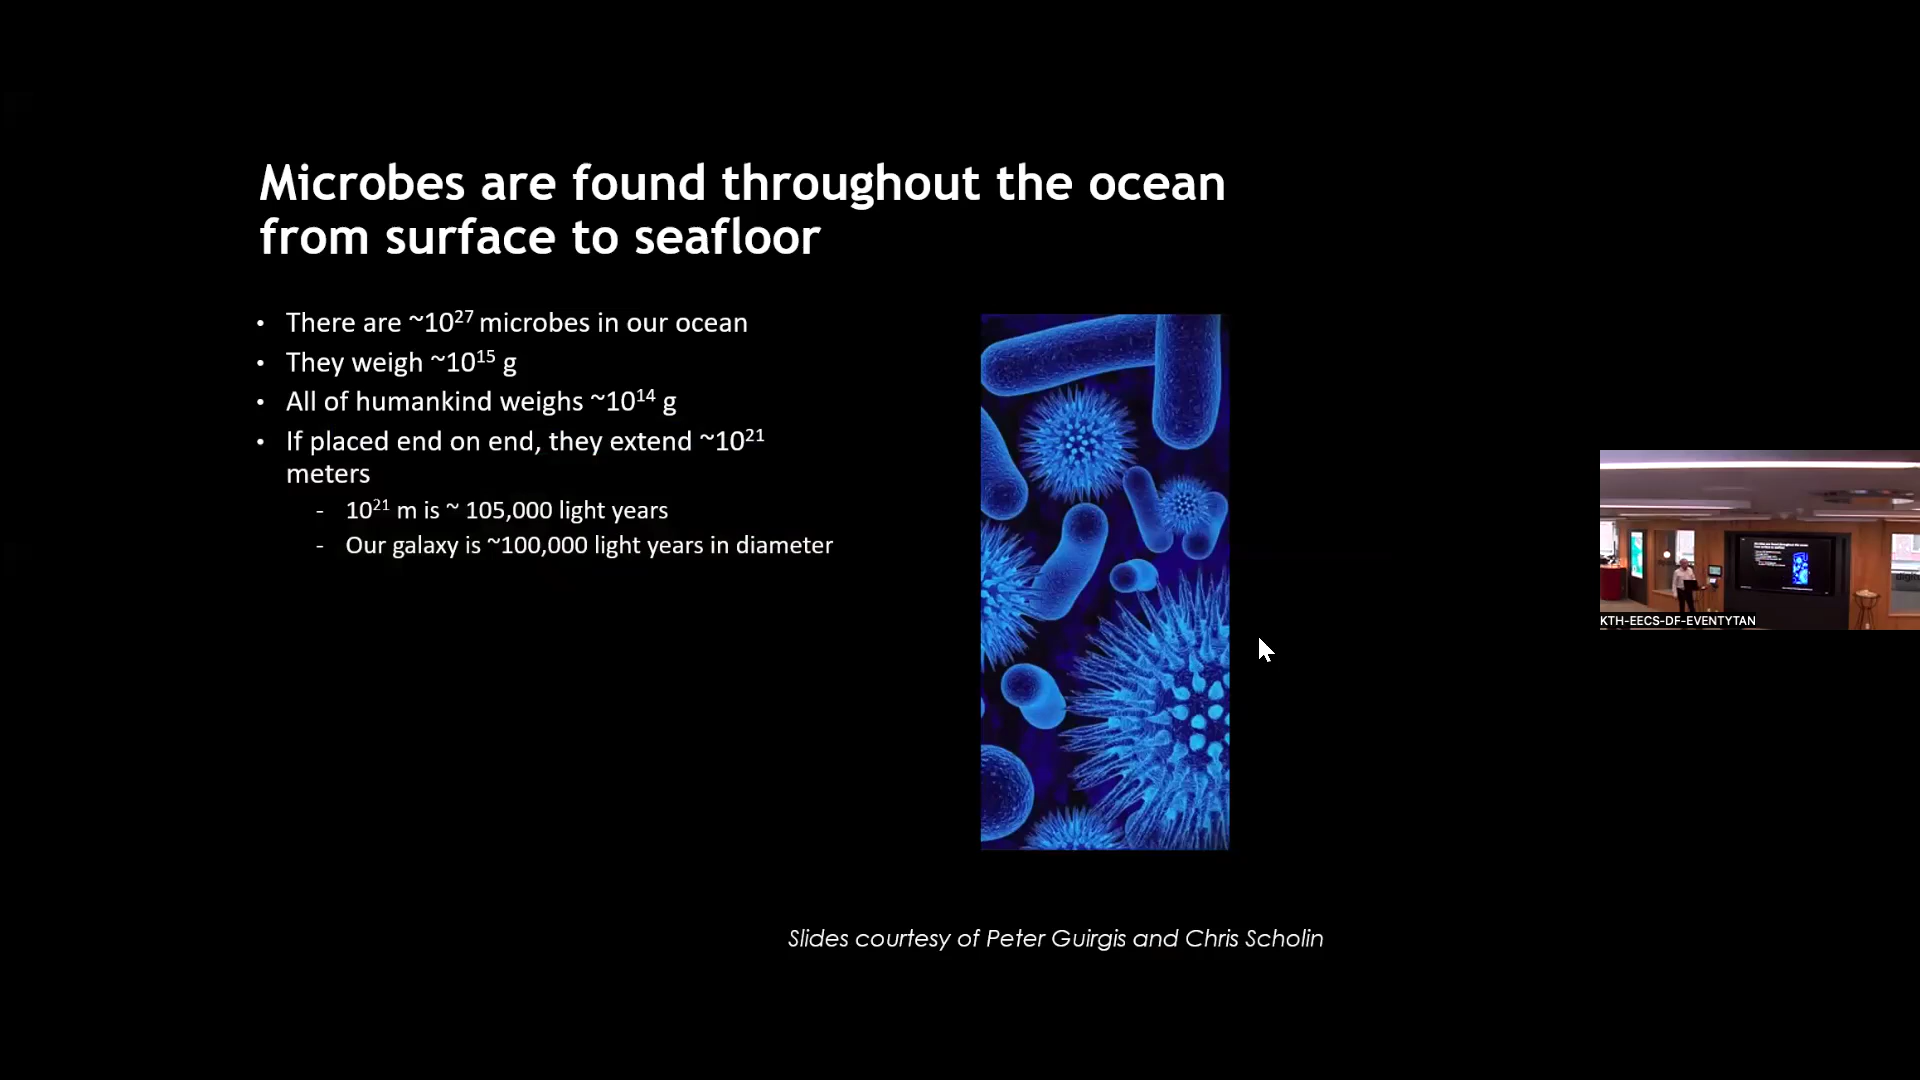 Microbes are found throughout the ocean
from surface to seafloor
• There are ~10²⁷ microbes in our ocean
• They weigh ~10¹⁵ g
• All of humankind weighs ~10¹⁴ g
• If placed end on end, they extend ~10²¹
meters
- 10²¹ m is ~ 105,000 light years
- Our galaxy is ~100,000 light years in diameter
KTH-EECS-DF-EVENTYTAN
Slides courtesy of Peter Guirgis and Chris Scholin